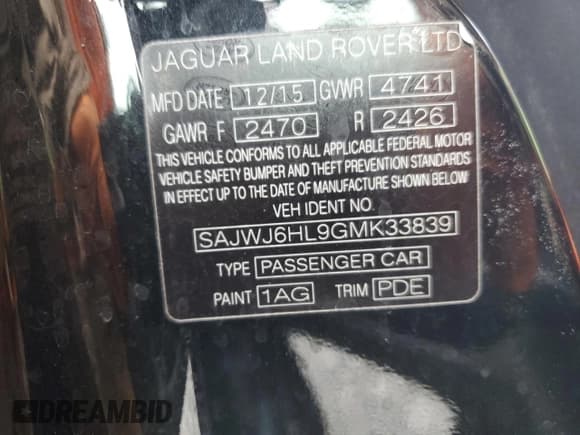 JAGUAR LAND ROVER LTD
MFD DATE 12/15 GVWR 4741
GAWR F 2470 R 2426
THIS VEHICLE CONFORMS TO ALL APPLICABLE FEDERAL MOTOR
VEHICLE SAFETY BUMPER AND THEFT PREVENTION STANDARDS
IN EFFECT UP TO THE DATE OF MANUFACTURE SHOWN BELOW
VEH IDENT NO
SAJWJ6HL9GMK33839
TYPE PASSENGER CAR
PAINT 1AG TRIM PDE
DREAMBID